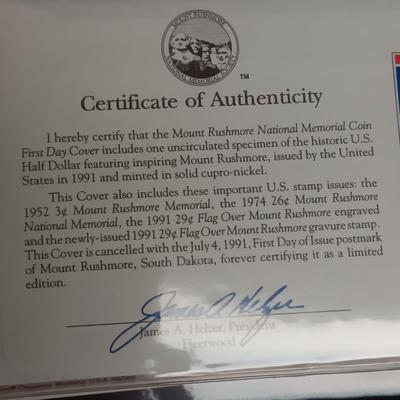 MOUNT RUSHMORE
NATIONAL MEMORIAL SOCIETY
™
Certificate of Authenticity
I hereby certify that the Mount Rushmore National Memorial Coin
First Day Cover includes one uncirculated specimen of the historic U.S.
Half Dollar featuring inspiring Mount Rushmore, issued by the United
States in 1991 and minted in solid cupro-nickel.
This Cover also includes these important U.S. stamp issues: the
1952 3¢ Mount Rushmore Memorial, the 1974 26¢ Mount Rushmore
National Memorial, the 1991 29¢ Flag Over Mount Rushmore engraved
and the newly-issued 1991 29¢ Flag Over Mount Rushmore gravure stamp.
This Cover is cancelled with the July 4, 1991, First Day of Issue postmark
of Mount Rushmore, South Dakota, forever certifying it as a limited
edition.
James A. Helzer
James A. Helzer, President
Fleetwood
Cheyenne, Wyoming, U.S.A.